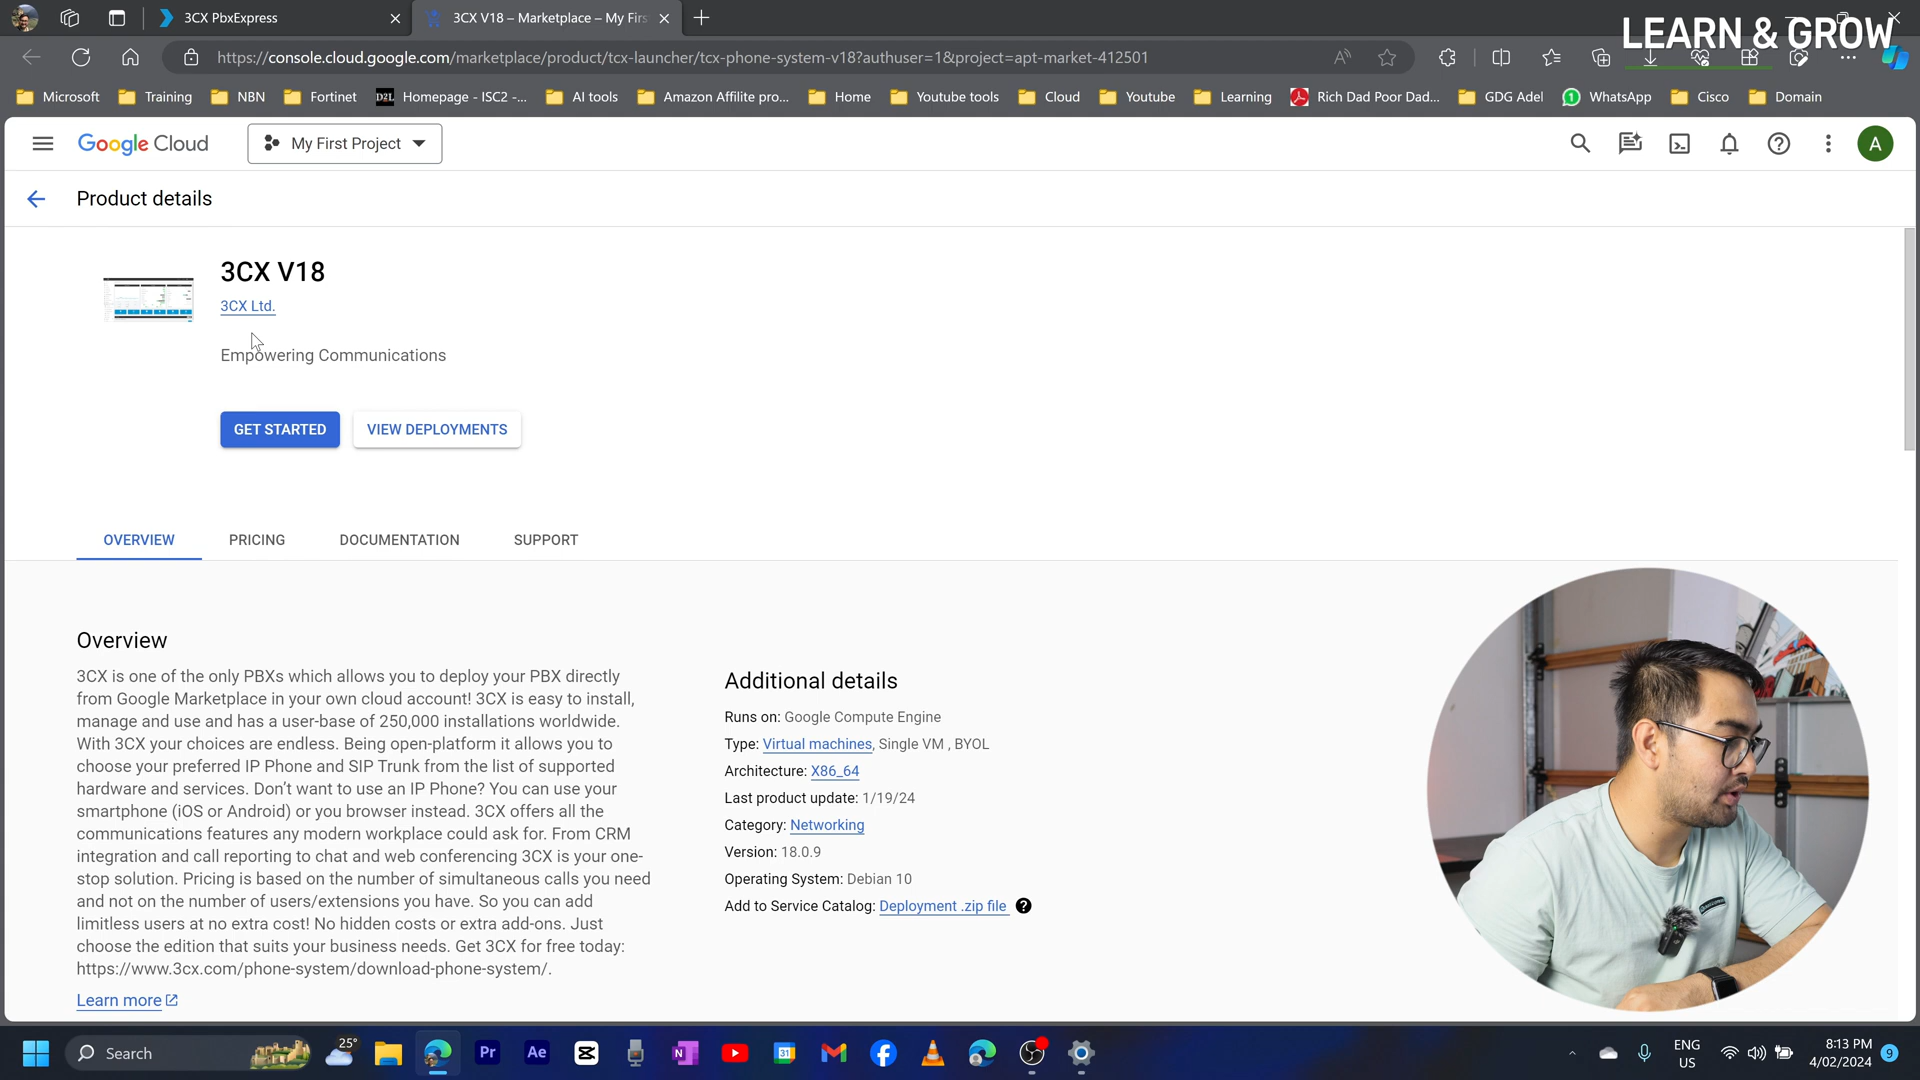 3CX PbxExpress
3CX V18 – Marketplace – My Firs
LEARN & GROW
https://console.cloud.google.com/marketplace/product/tcx-launcher/tcx-phone-system-v18?authuser=1&project=apt-market-412501
Microsoft Training NBN Fortinet D2L Homepage - ISC2 -... AI tools Amazon Affilite pro... Home Youtube tools Cloud Youtube Learning Rich Dad Poor Dad... GDG Adel WhatsApp Cisco Domain
Google Cloud My First Project A
Product details
3CX V18
3CX Ltd.
Empowering Communications
GET STARTED VIEW DEPLOYMENTS
OVERVIEW PRICING DOCUMENTATION SUPPORT
Overview
3CX is one of the only PBXs which allows you to deploy your PBX directly
from Google Marketplace in your own cloud account! 3CX is easy to install,
manage and use and has a user-base of 250,000 installations worldwide.
With 3CX your choices are endless. Being open-platform it allows you to
choose your preferred IP Phone and SIP Trunk from the list of supported
hardware and services. Don’t want to use an IP Phone? You can use your
smartphone (iOS or Android) or you browser instead. 3CX offers all the
communications features any modern workplace could ask for. From CRM
integration and call reporting to chat and web conferencing 3CX is your one-
stop solution. Pricing is based on the number of simultaneous calls you need
and not on the number of users/extensions you have. So you can add
limitless users at no extra cost! No hidden costs or extra add-ons. Just
choose the edition that suits your business needs. Get 3CX for free today:
https://www.3cx.com/phone-system/download-phone-system/.
Learn more
Additional details
Runs on: Google Compute Engine
Type: Virtual machines, Single VM , BYOL
Architecture: X86_64
Last product update: 1/19/24
Category: Networking
Version: 18.0.9
Operating System: Debian 10
Add to Service Catalog: Deployment .zip file
Search
25°
Pr
Ae
N
31
ENG
US
8:13 PM
4/02/2024
9